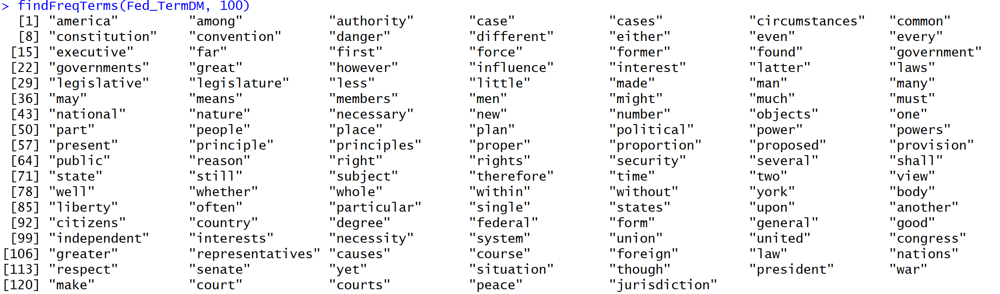 > findFreqTerms(Fed_TermDM, 100)
[1] "america" "among" "authority" "case" "cases" "circumstances" "common"
[8] "constitution" "convention" "danger" "different" "either" "even" "every"
[15] "executive" "far" "first" "force" "former" "found" "government"
[22] "governments" "great" "however" "influence" "interest" "latter" "laws"
[29] "legislative" "legislature" "less" "little" "made" "man" "many"
[36] "may" "means" "members" "men" "might" "much" "must"
[43] "national" "nature" "necessary" "new" "number" "objects" "one"
[50] "part" "people" "place" "plan" "political" "power" "powers"
[57] "present" "principle" "principles" "proper" "proportion" "proposed" "provision"
[64] "public" "reason" "right" "rights" "security" "several" "shall"
[71] "state" "still" "subject" "therefore" "time" "two" "view"
[78] "well" "whether" "whole" "within" "without" "york" "body"
[85] "liberty" "often" "particular" "single" "states" "upon" "another"
[92] "citizens" "country" "degree" "federal" "form" "general" "good"
[99] "independent" "interests" "necessity" "system" "union" "united" "congress"
[106] "greater" "representatives" "causes" "course" "foreign" "law" "nations"
[113] "respect" "senate" "yet" "situation" "though" "president" "war"
[120] "make" "court" "courts" "peace" "jurisdiction"